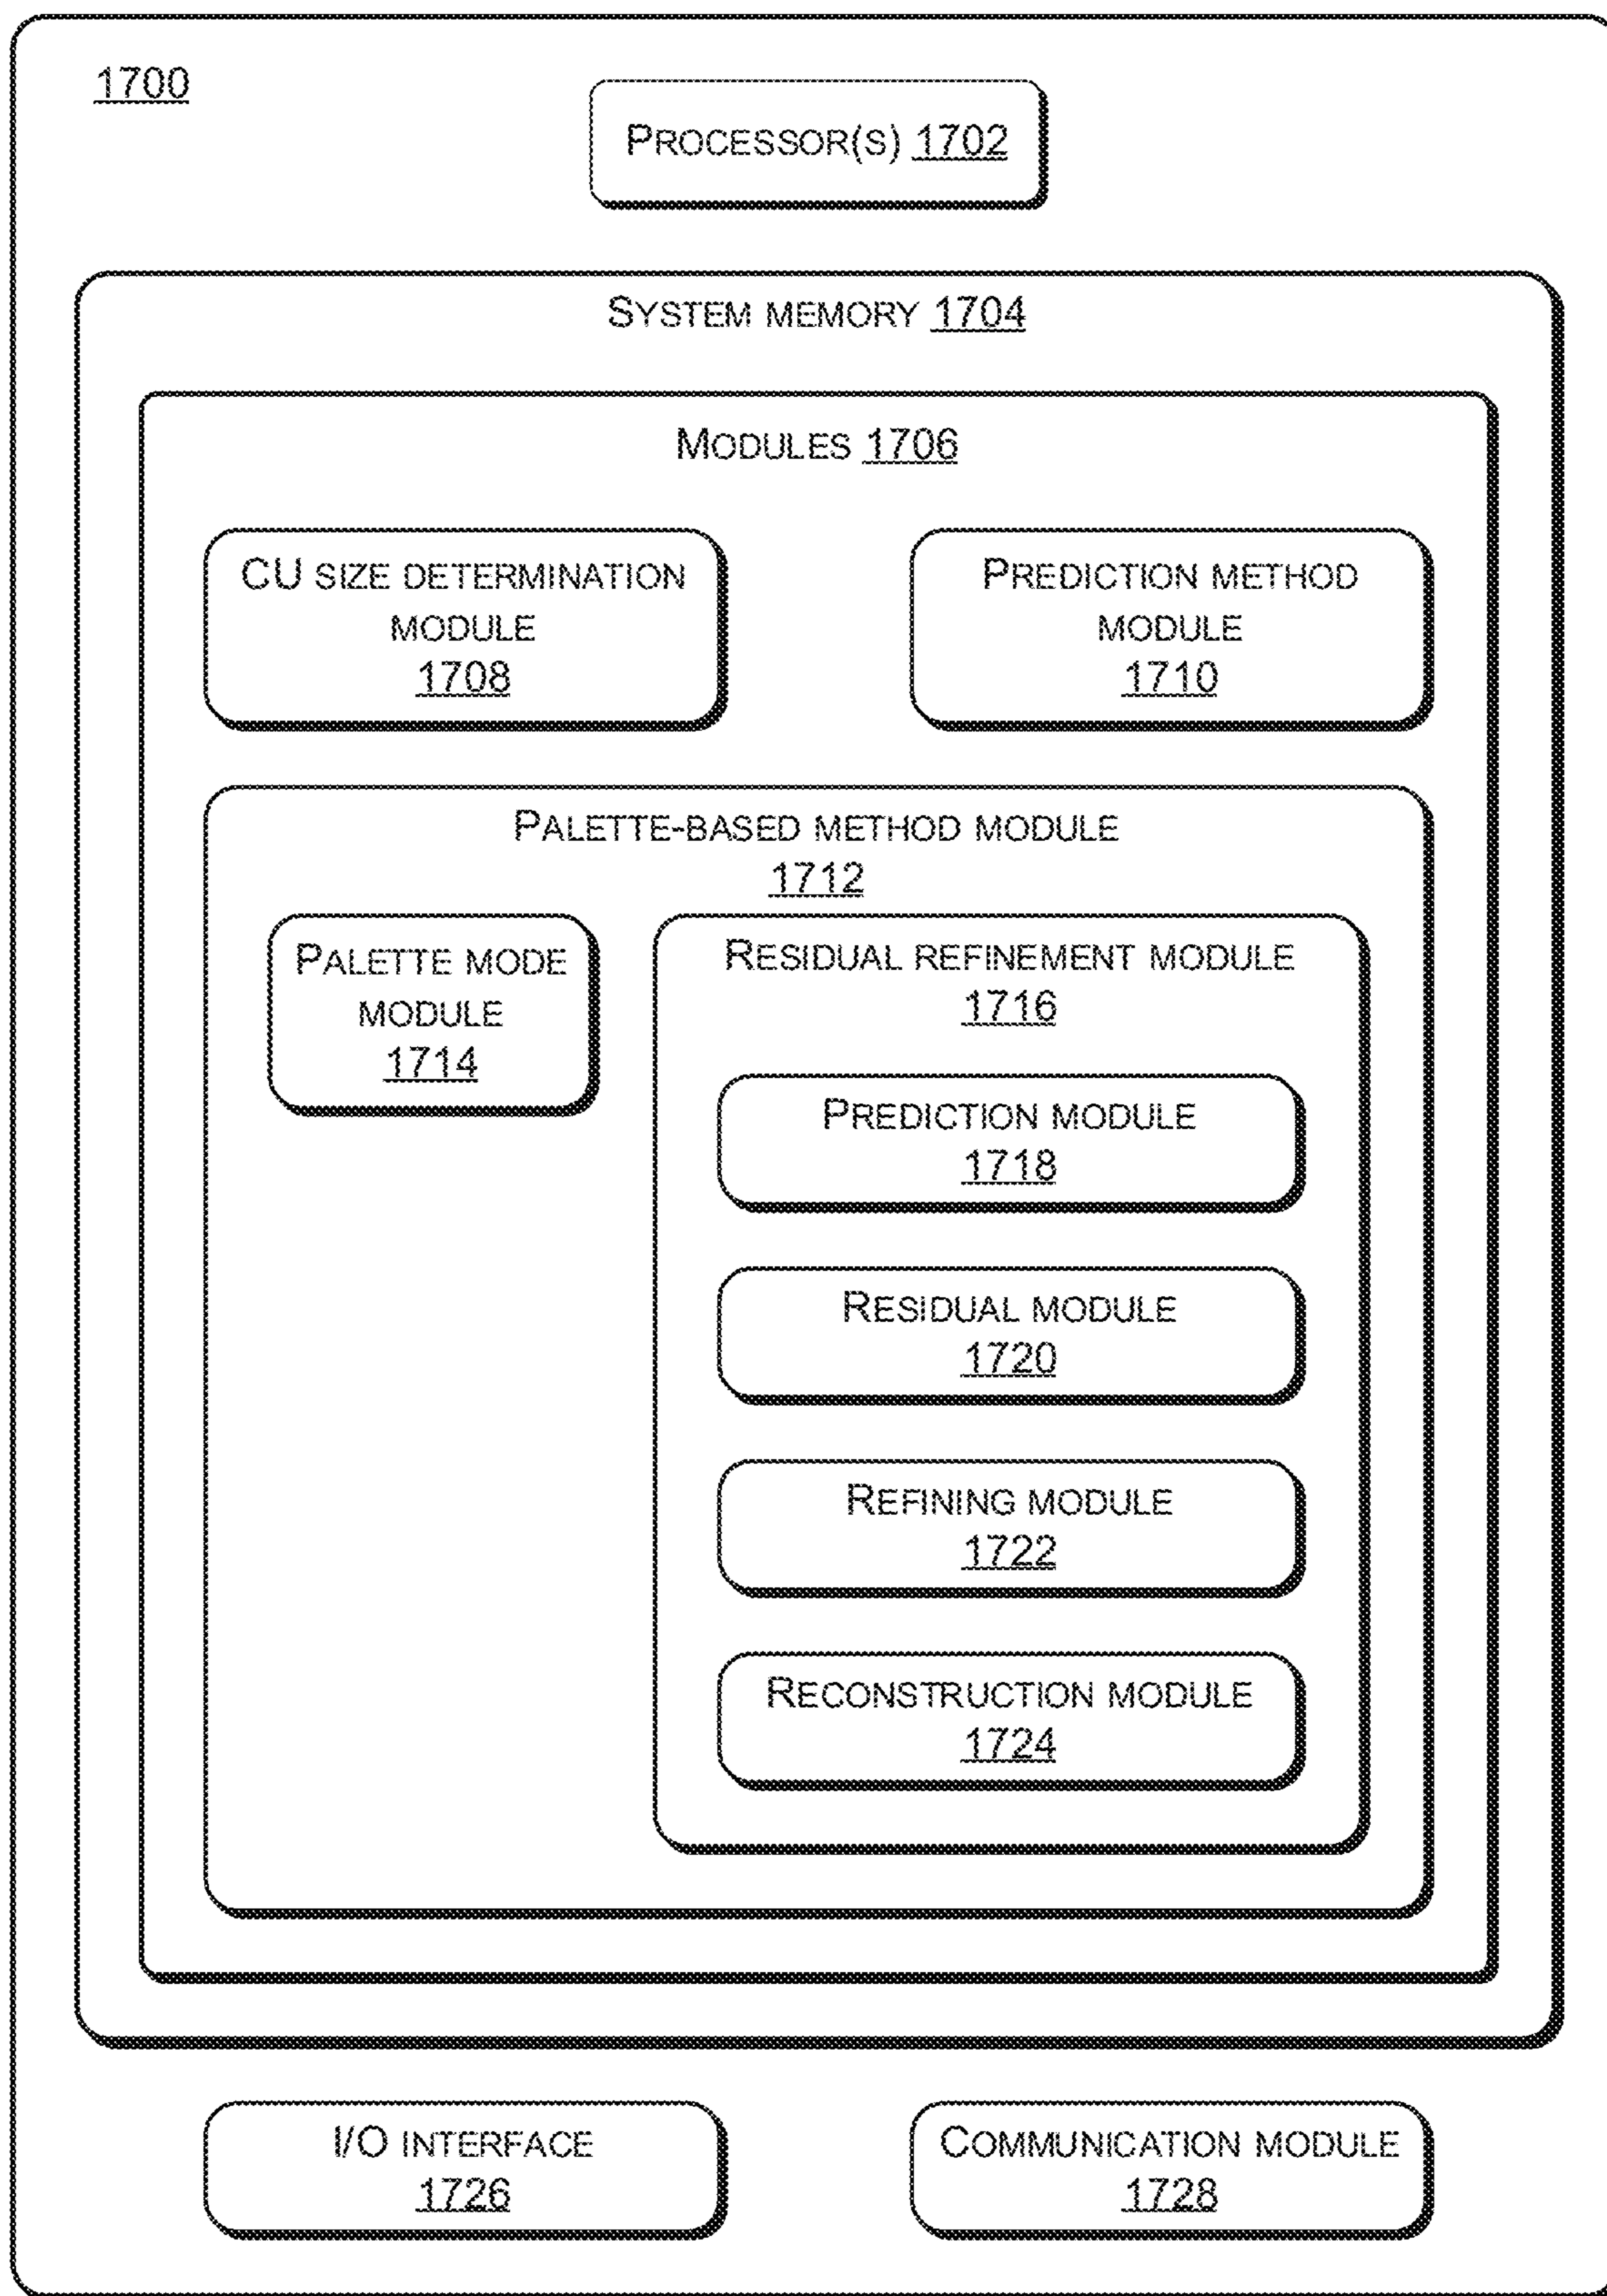 1700
PROCESSOR(S) 1702
SYSTEM MEMORY 1704
MODULES 1706
CU SIZE DETERMINATION
MODULE
1708
PREDICTION METHOD
MODULE
1710
PALETTE-BASED METHOD MODULE
1712
PALETTE MODE
MODULE
1714
RESIDUAL REFINEMENT MODULE
1716
PREDICTION MODULE
1718
RESIDUAL MODULE
1720
REFINING MODULE
1722
RECONSTRUCTION MODULE
1724
I/O INTERFACE
1726
COMMUNICATION MODULE
1728